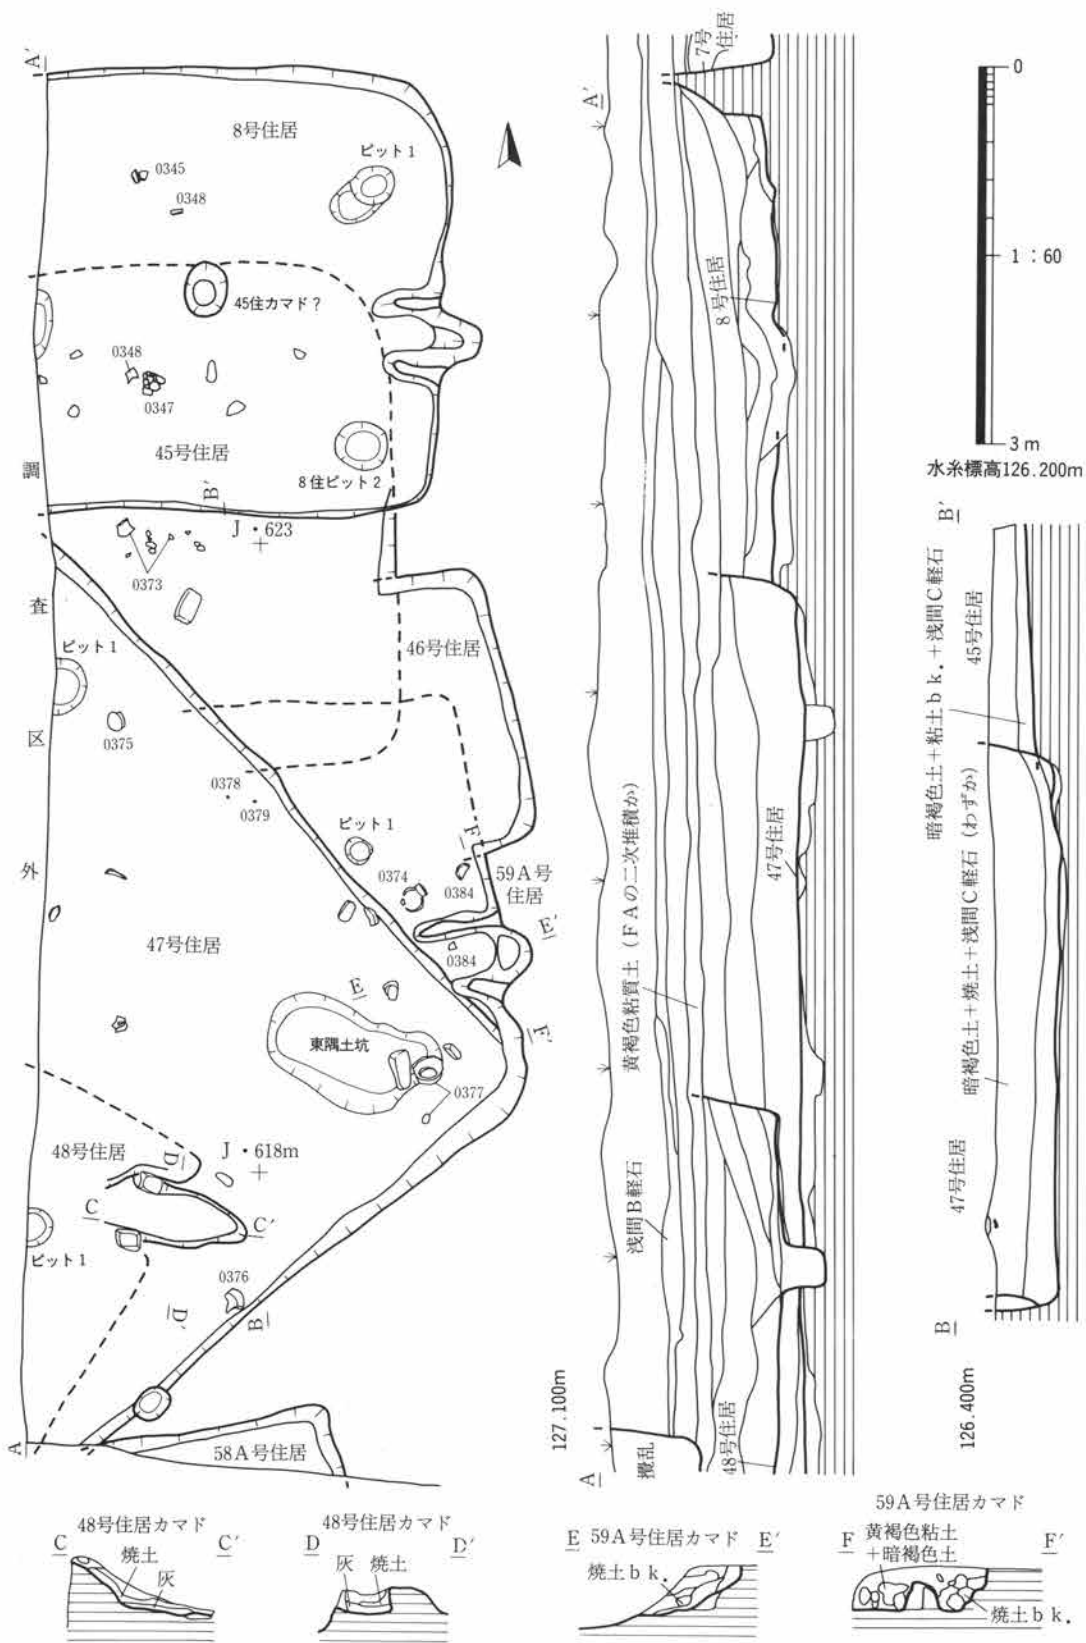 A′
8号住居
ピット1
0345
0348
45住カマド?
0348
0347
45号住居
8住ピット2
B′
J・623
0373
調
査
区
外
ピット1
46号住居
0375
0378
0379
ピット1
F
0374
0384
59A号
住居
E′
0384
47号住居
E
F′
東隅土坑
0377
48号住居
D
J・618m
C
C′
ピット1
0376
D′
B
A
58A号住居
A′
7号
住居
8号住居
47号住居
黄褐色粘質土(FAの二次堆積か)
浅間B軽石
48号住居
127.100m
A
攪乱
0
1:60
3m
水糸標高126.200m
B′
45号住居
暗褐色土+粘土bk.+浅間C軽石
暗褐色土+焼土+浅間C軽石(わずか)
47号住居
B
126.400m
48号住居カマド
C
C′
焼土
灰
48号住居カマド
D
D′
灰
焼土
59A号住居カマド
E
E′
焼土bk.
59A号住居カマド
F
F′
黄褐色粘土
+暗褐色土
焼土bk.